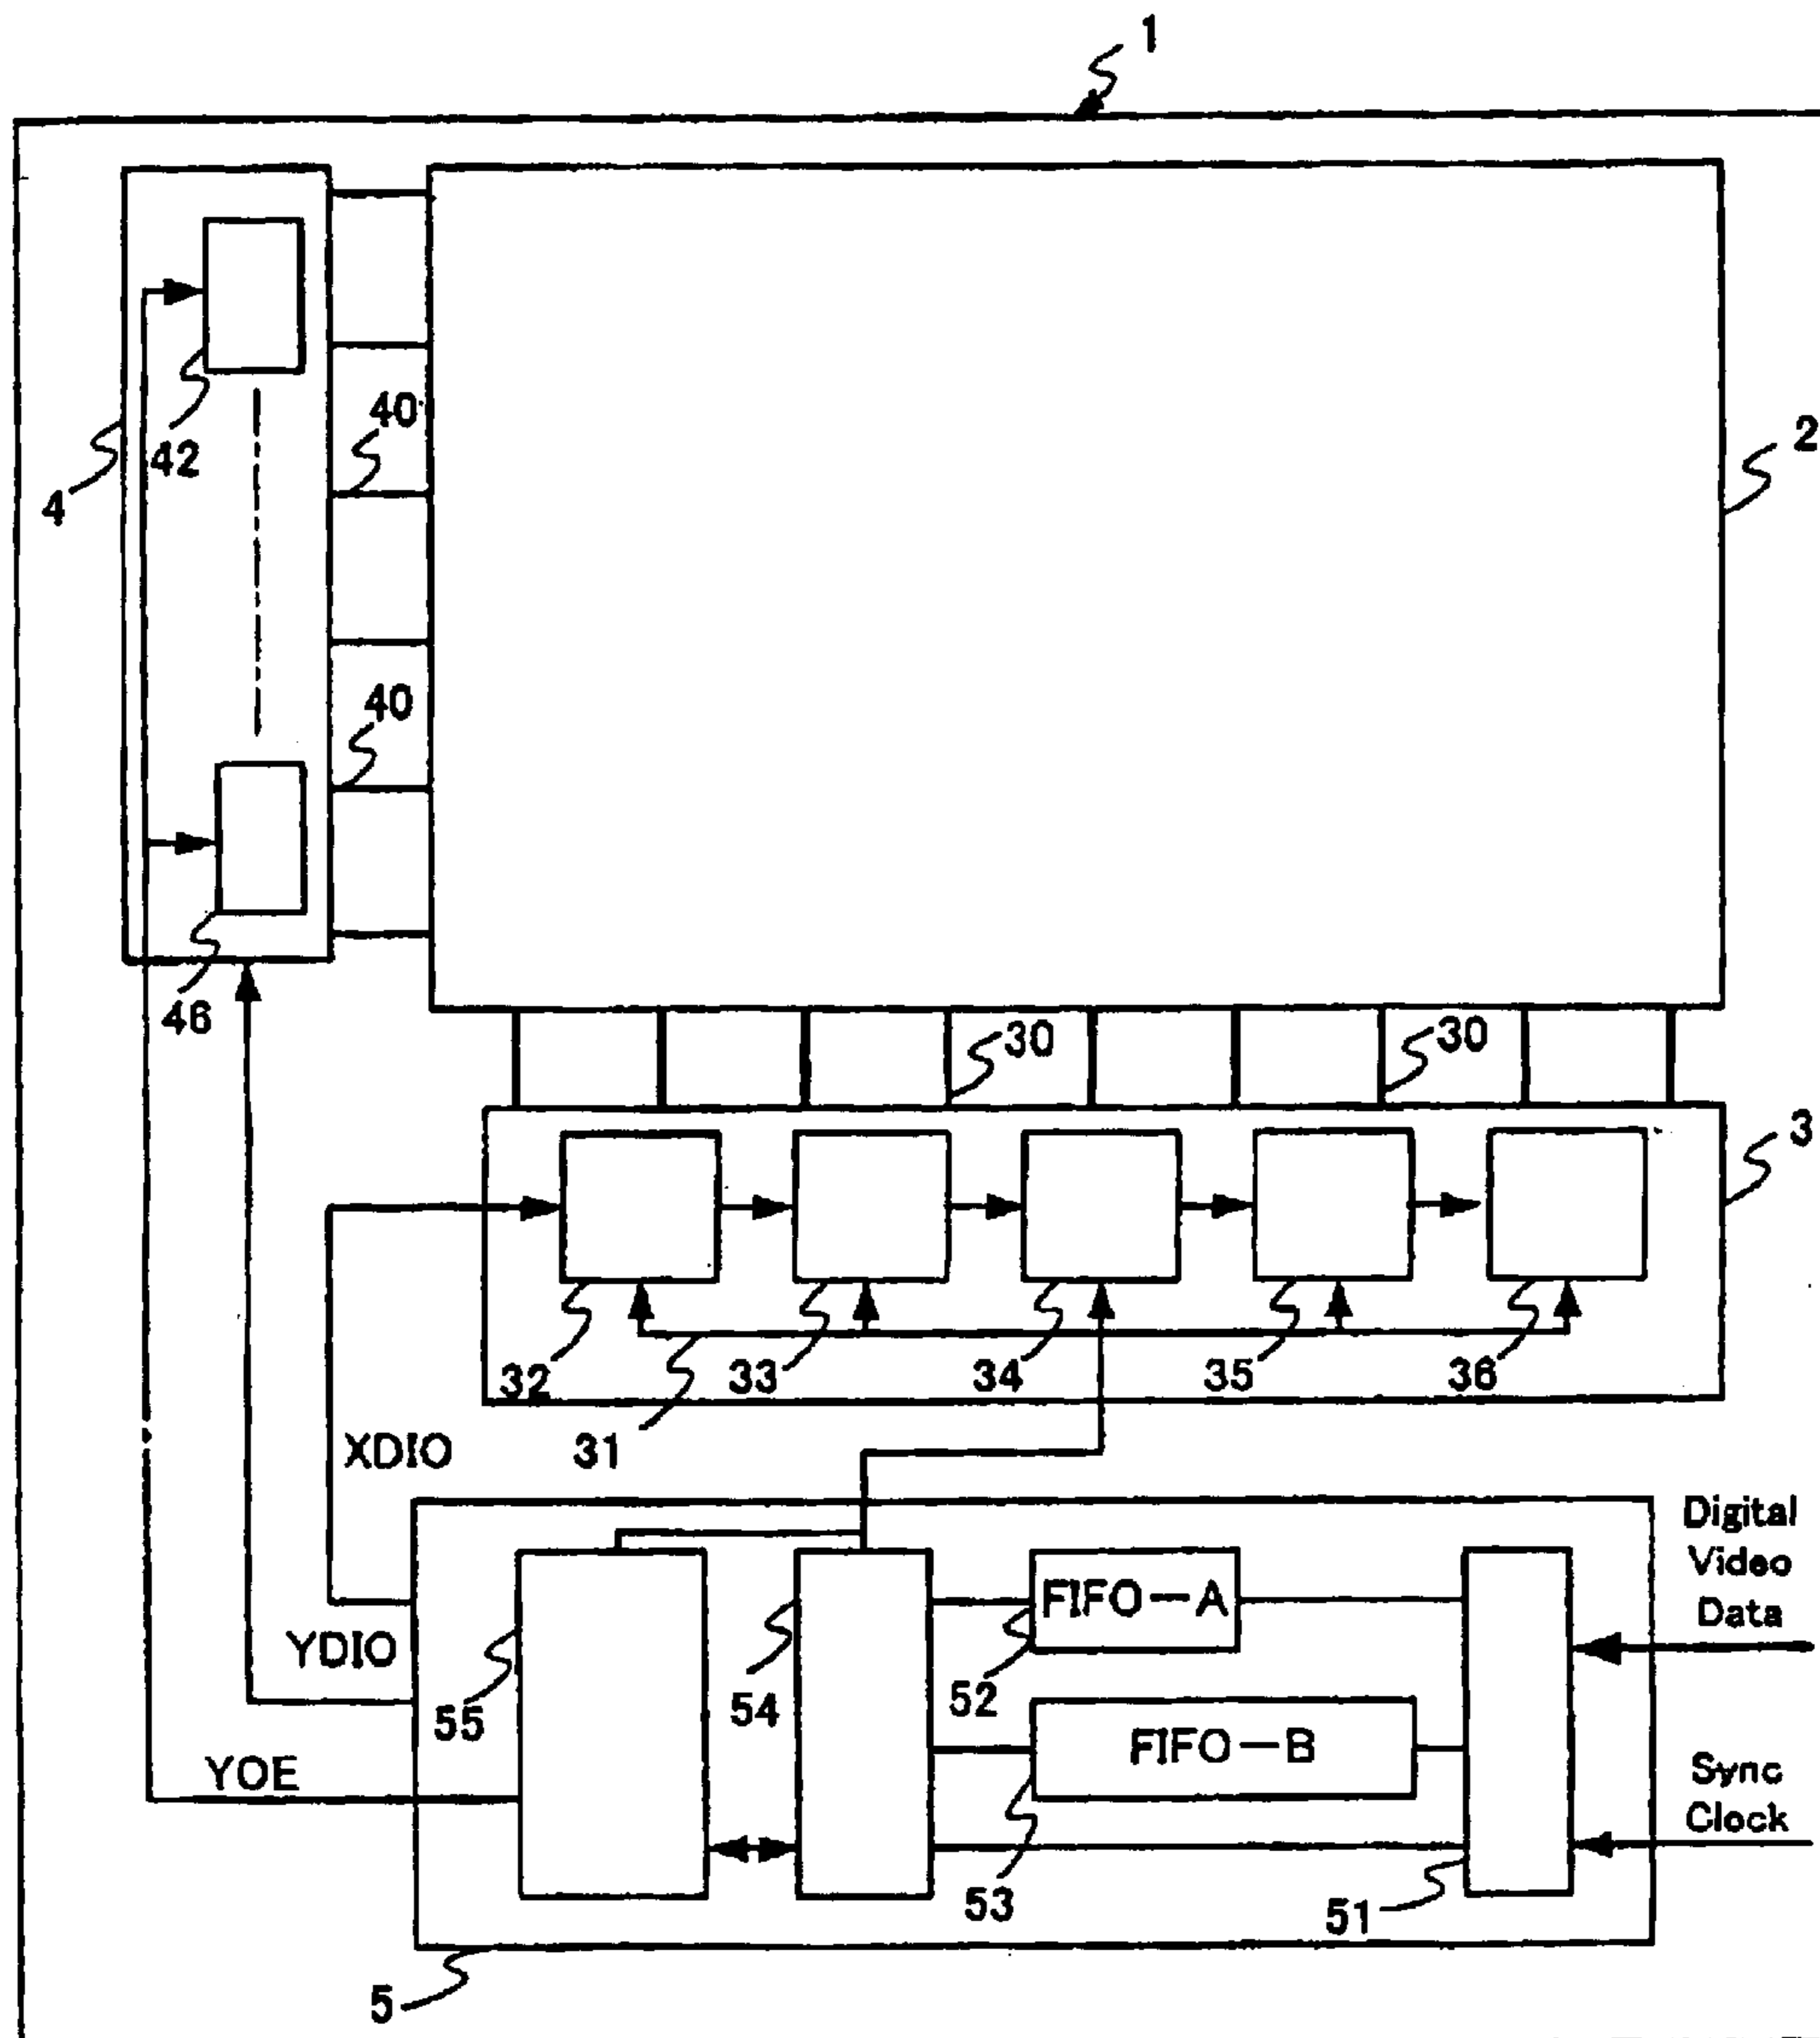 1
40
42
2
4
40
46
30
30
3
32
33
34
35
36
XDIO
31
Digital
Video
Data
FIFO—A
YDIO
55
54
52
FIFO—B
YOE
Sync
Clock
53
51
5